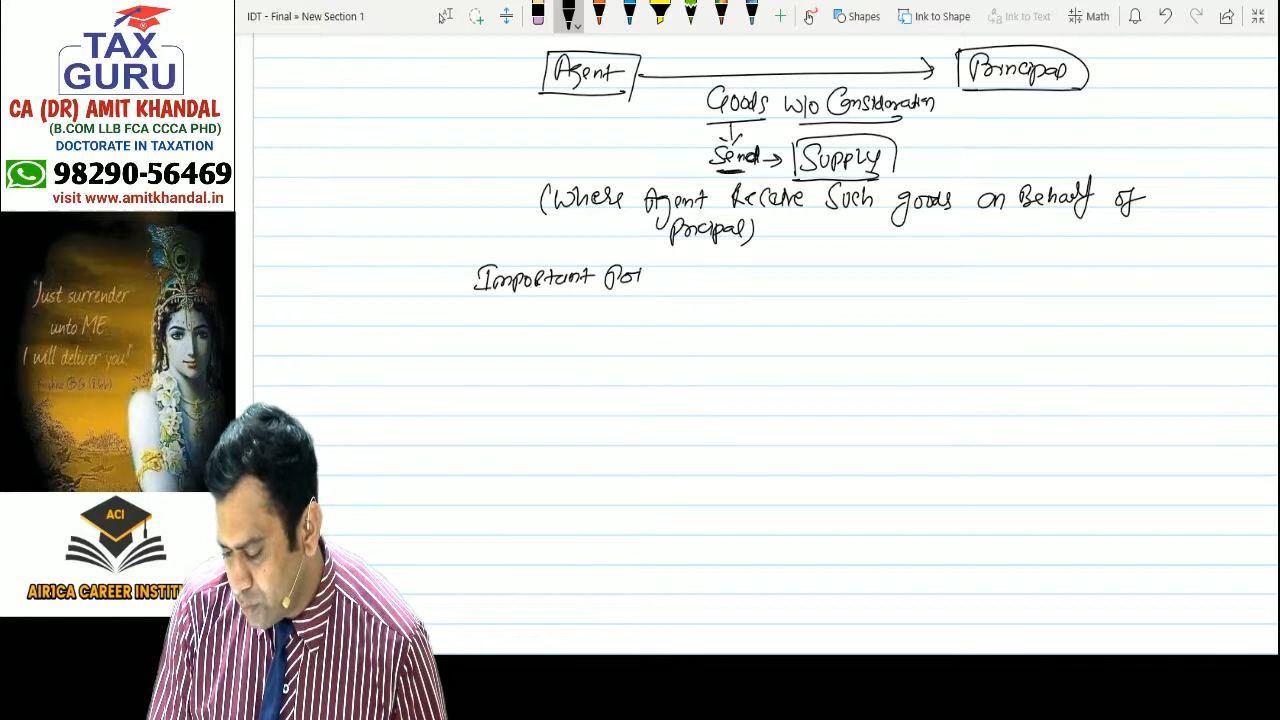 TAX
GURU
CA (DR) AMIT KHANDAL
(B.COM LLB FCA CCCA PHD)
DOCTORATE IN TAXATION
98290-56469
visit www.amitkhandal.in
"Just surrender
unto ME
I will deliver you!"
ACI
AIR1CA CAREER INSTIT
IDT - Final » New Section 1
Shapes
Ink to Shape
Ink to Text
Math
Agent
Principal
Goods w/o Consideration
Send → Supply
(Where Agent Receive Such goods on Behalf of
Principal)
Important Poi